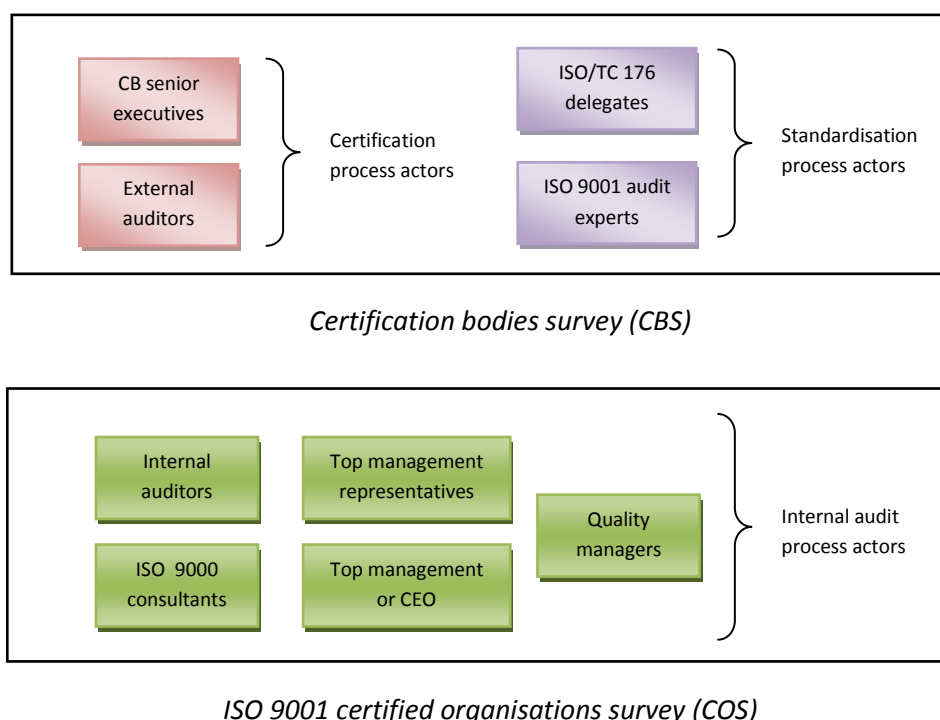 CB senior
executives
External
auditors
Certification
process actors
ISO/TC 176
delegates
ISO 9001 audit
experts
Standardisation
process actors
Certification bodies survey (CBS)
Internal
auditors
ISO 9000
consultants
Top management
representatives
Top management
or CEO
Quality
managers
Internal audit
process actors
ISO 9001 certified organisations survey (COS)